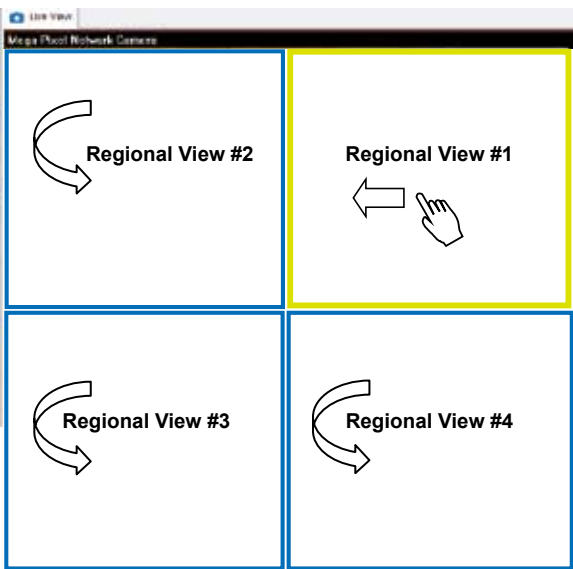 Live View
Mega Pixel Network Camera
Regional View #2
Regional View #1
Regional View #3
Regional View #4